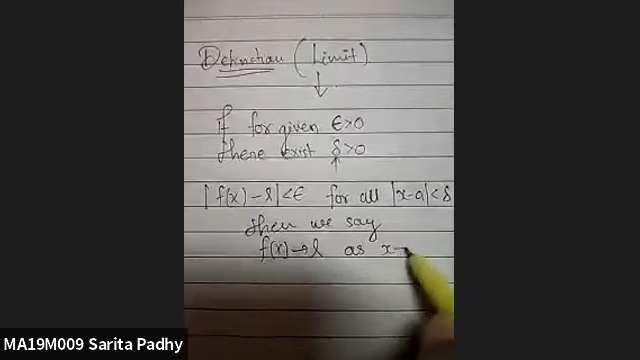 Definition (Limit)
↓
If for given ϵ>0
there exist δ>0
|f(x)-l|<ϵ for all |x-a|<δ
then we say
f(x)→l as x-
MA19M009 Sarita Padhy